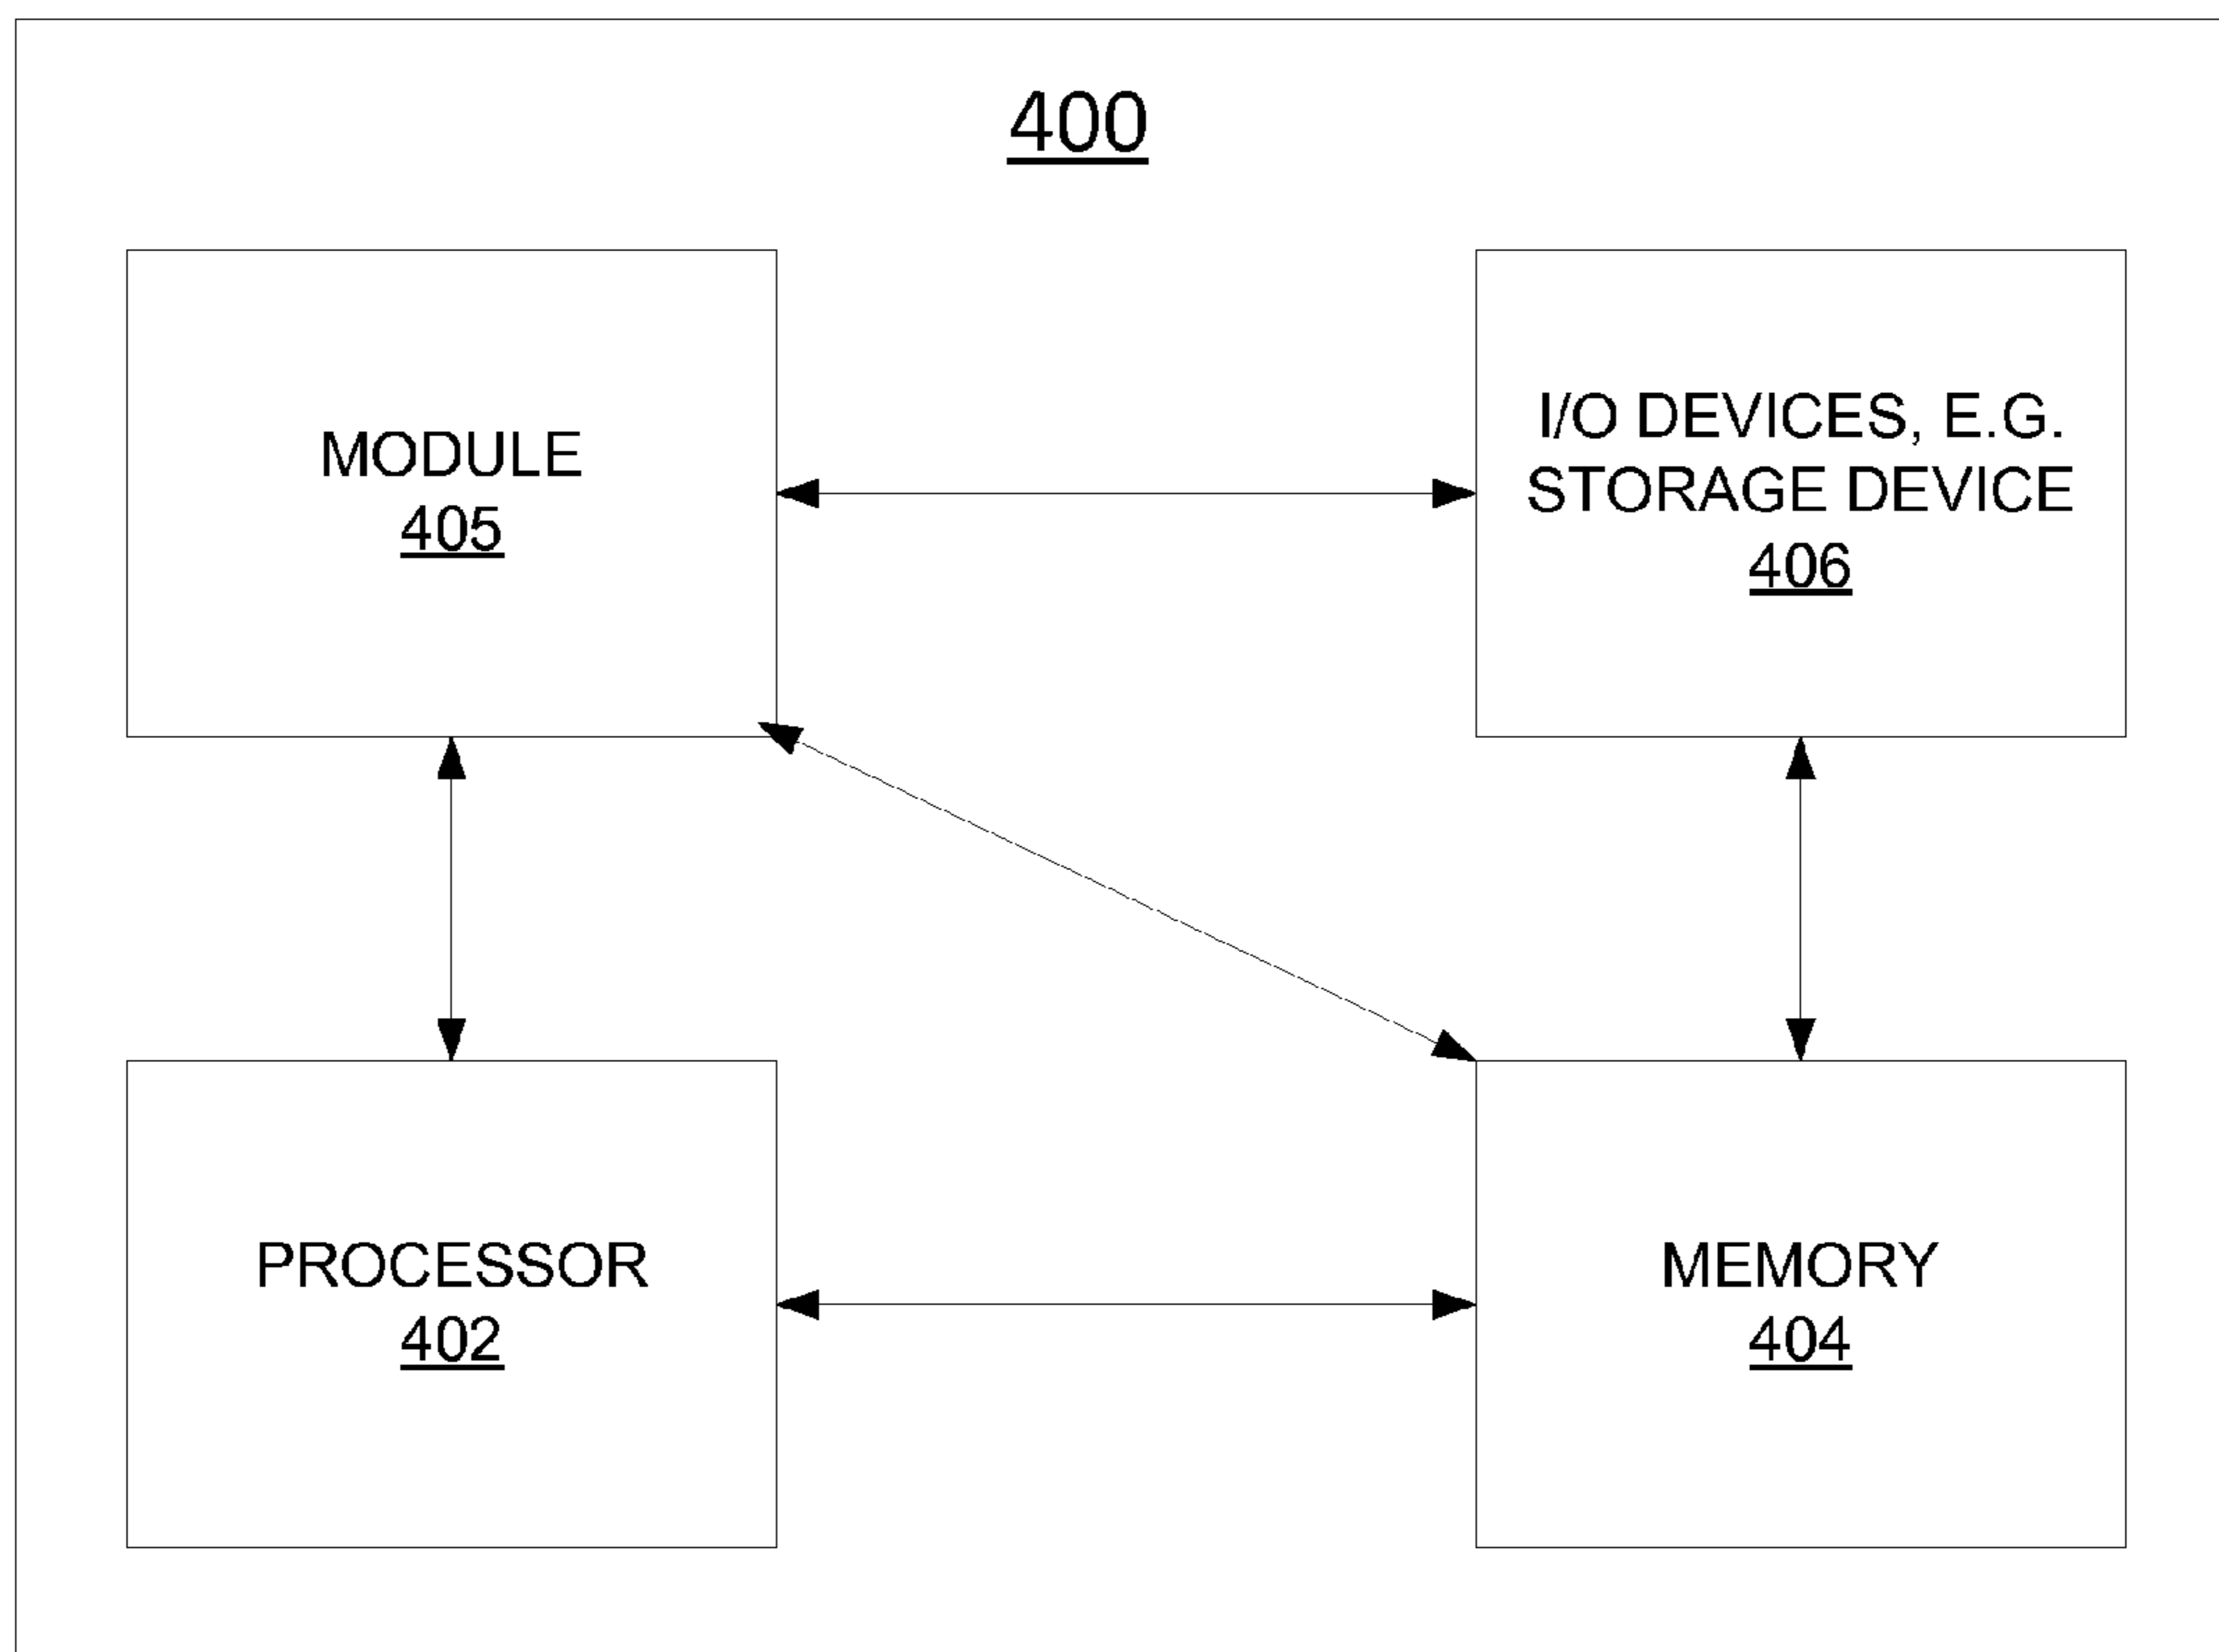 400
MODULE
405
I/O DEVICES, E.G.
STORAGE DEVICE
406
PROCESSOR
402
MEMORY
404